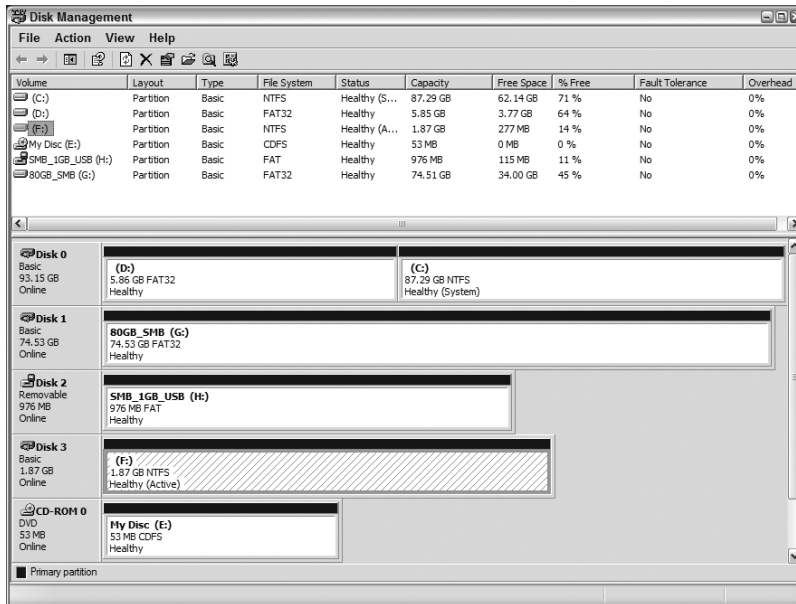 Disk Management
File Action View Help
Volume Layout Type File System Status Capacity Free Space % Free Fault Tolerance Overhead
(C:) Partition Basic NTFS Healthy (S... 87.29 GB 62.14 GB 71 % No 0%
(D:) Partition Basic FAT32 Healthy 5.85 GB 3.77 GB 64 % No 0%
(F:) Partition Basic NTFS Healthy (A... 1.87 GB 277 MB 14 % No 0%
My Disc (E:) Partition Basic CDFS Healthy 53 MB 0 MB 0 % No 0%
SMB_1GB_USB (H:) Partition Basic FAT Healthy 976 MB 115 MB 11 % No 0%
80GB_SMB (G:) Partition Basic FAT32 Healthy 74.51 GB 34.00 GB 45 % No 0%
Disk 0
Basic
93.15 GB
Online
(D:)
5.86 GB FAT32
Healthy
(C:)
87.29 GB NTFS
Healthy (System)
Disk 1
Basic
74.53 GB
Online
80GB_SMB (G:)
74.53 GB FAT32
Healthy
Disk 2
Removable
976 MB
Online
SMB_1GB_USB (H:)
976 MB FAT
Healthy
Disk 3
Basic
1.87 GB
Online
(F:)
1.87 GB NTFS
Healthy (Active)
CD-ROM 0
DVD
53 MB
Online
My Disc (E:)
53 MB CDFS
Healthy
Primary partition